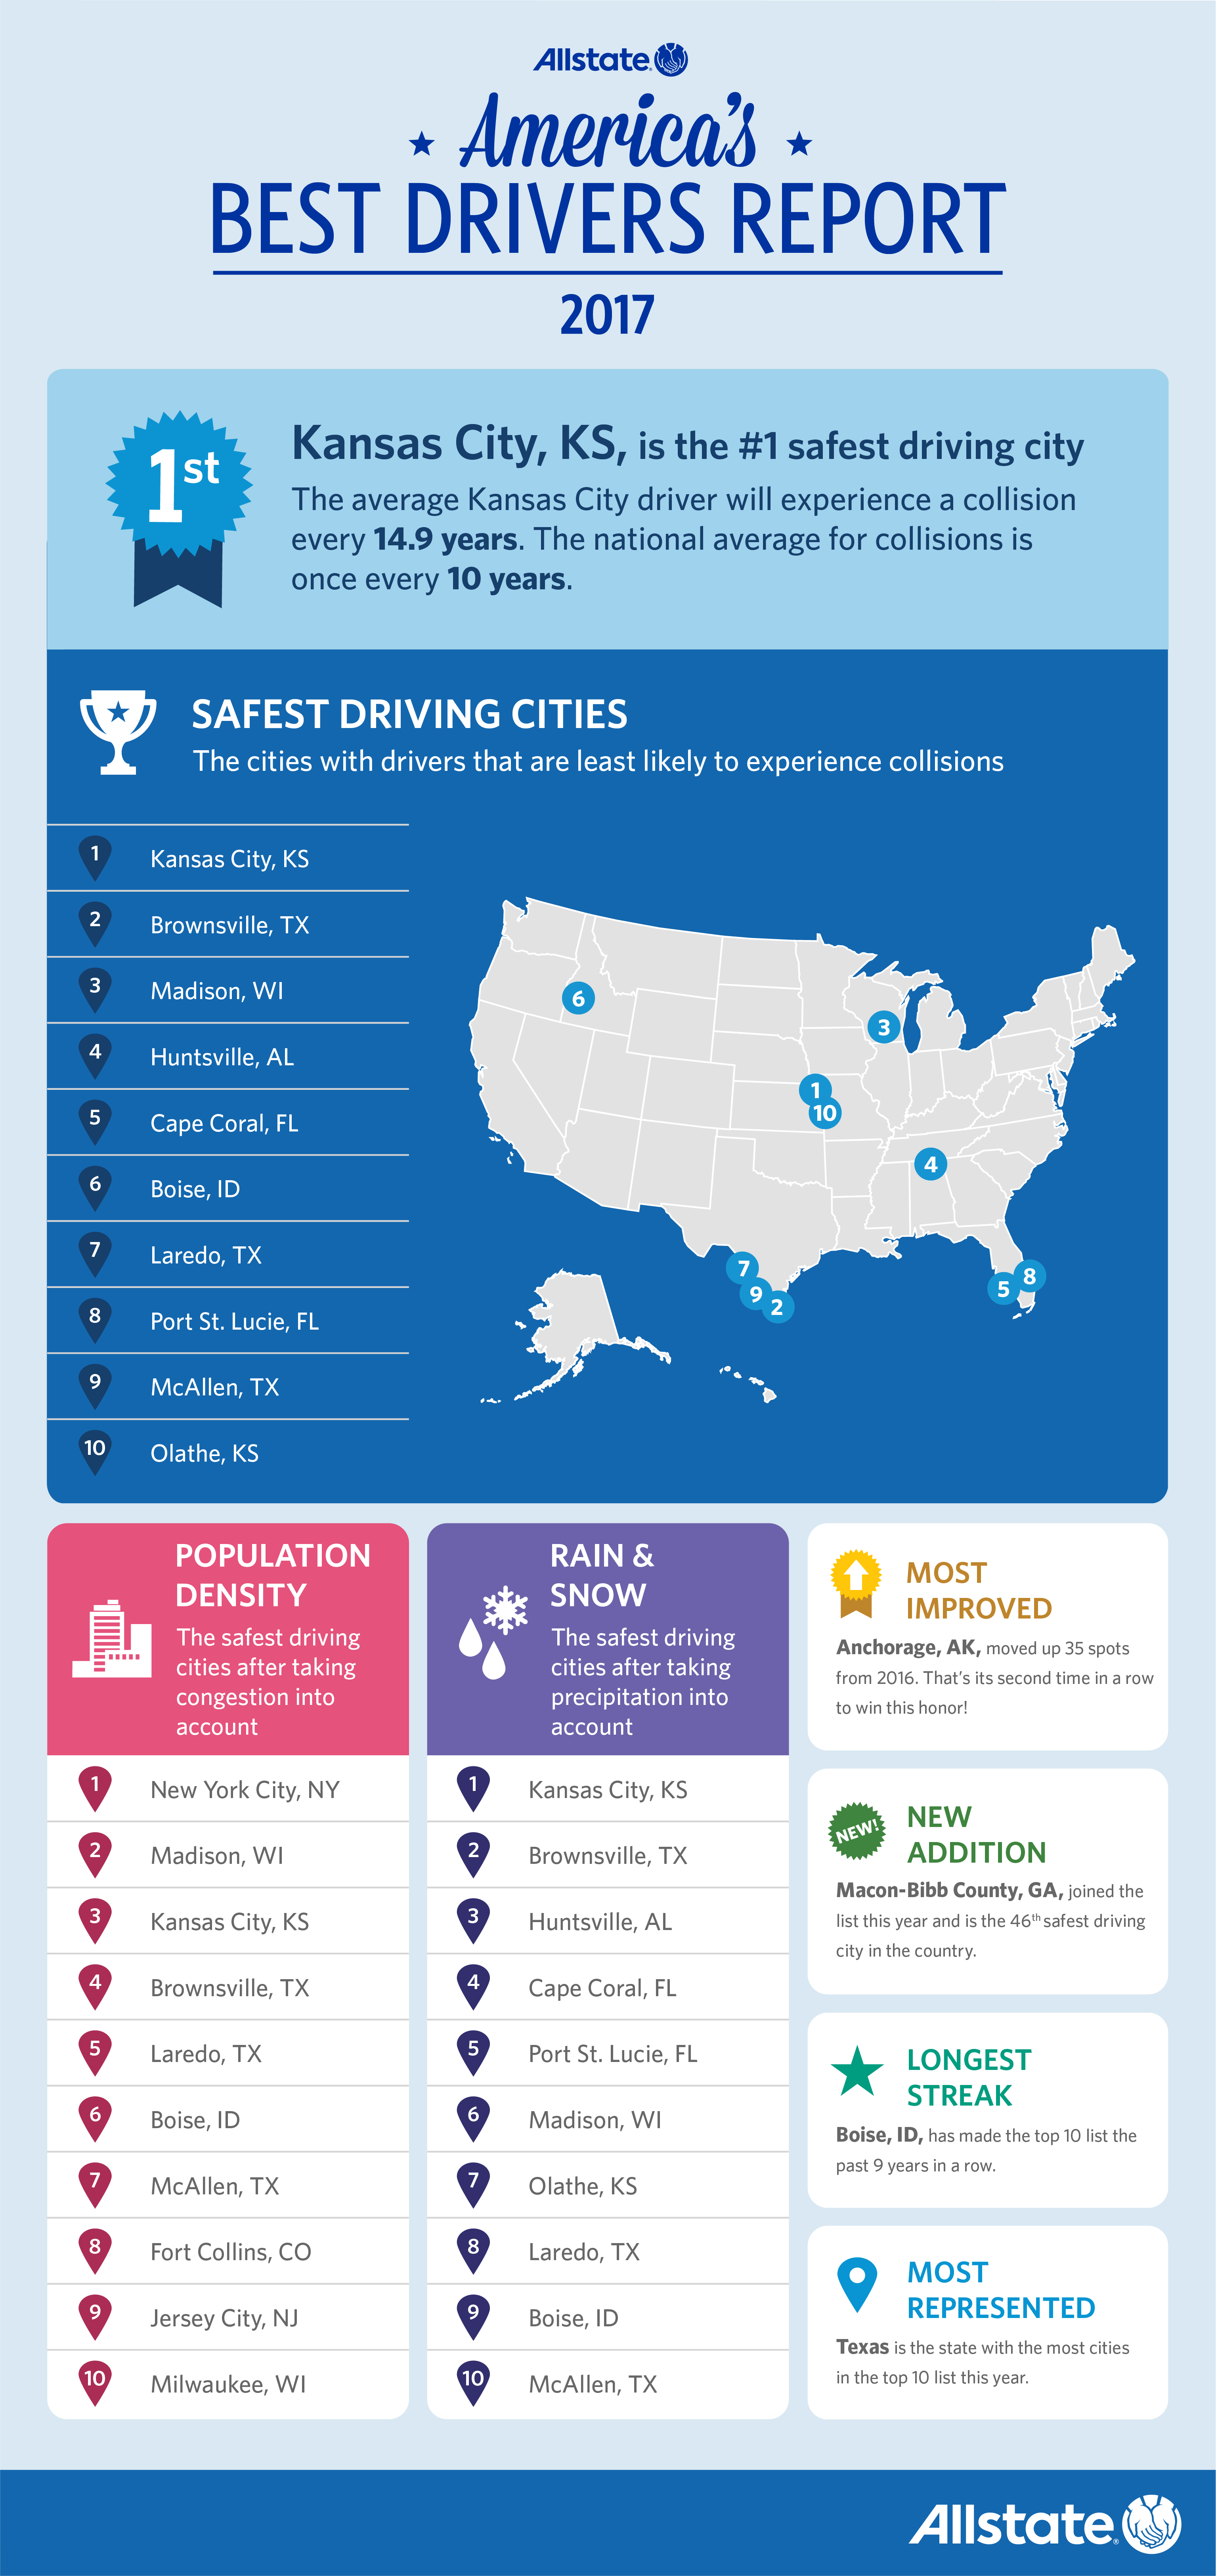 Allstate
America's
BEST DRIVERS REPORT
2017
1st
Kansas City, KS, is the #1 safest driving city
The average Kansas City driver will experience a collision
every 14.9 years. The national average for collisions is
once every 10 years.
SAFEST DRIVING CITIES
The cities with drivers that are least likely to experience collisions
1 Kansas City, KS
2 Brownsville, TX
3 Madison, WI
4 Huntsville, AL
5 Cape Coral, FL
6 Boise, ID
7 Laredo, TX
8 Port St. Lucie, FL
9 McAllen, TX
10 Olathe, KS
6
3
1
10
4
7
9
2
5
8
POPULATION
DENSITY
The safest driving
cities after taking
congestion into
account
1 New York City, NY
2 Madison, WI
3 Kansas City, KS
4 Brownsville, TX
5 Laredo, TX
6 Boise, ID
7 McAllen, TX
8 Fort Collins, CO
9 Jersey City, NJ
10 Milwaukee, WI
RAIN &
SNOW
The safest driving
cities after taking
precipitation into
account
1 Kansas City, KS
2 Brownsville, TX
3 Huntsville, AL
4 Cape Coral, FL
5 Port St. Lucie, FL
6 Madison, WI
7 Olathe, KS
8 Laredo, TX
9 Boise, ID
10 McAllen, TX
MOST
IMPROVED
Anchorage, AK, moved up 35 spots
from 2016. That's its second time in a row
to win this honor!
NEW!
NEW
ADDITION
Macon-Bibb County, GA, joined the
list this year and is the 46th safest driving
city in the country.
LONGEST
STREAK
Boise, ID, has made the top 10 list the
past 9 years in a row.
MOST
REPRESENTED
Texas is the state with the most cities
in the top 10 list this year.
Allstate®